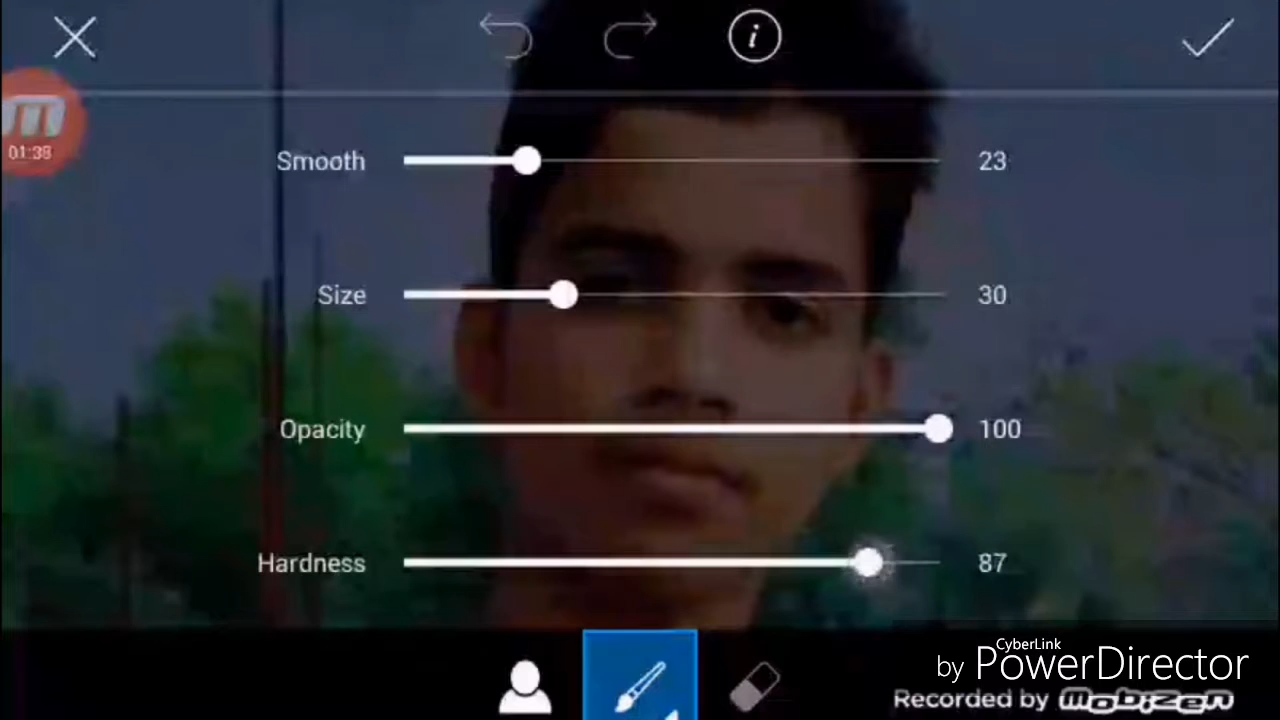 01:38
Smooth 23
Size 30
Opacity 100
Hardness 87
CyberLink
by PowerDirector
Recorded by Mobizen